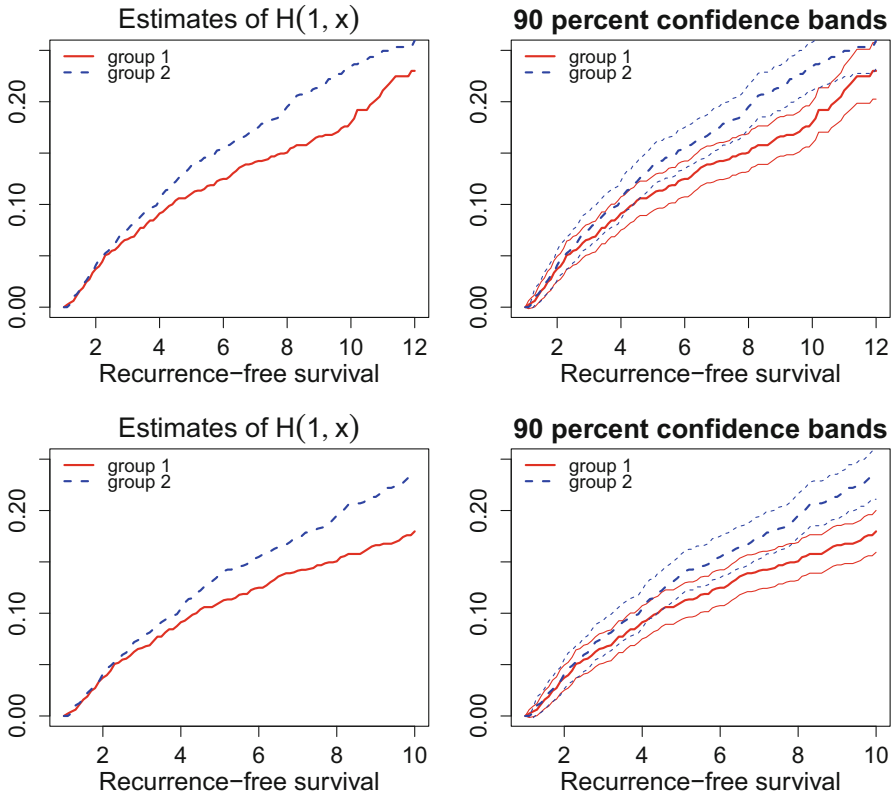 Estimates of H(1, x)
group 1
group 2
0.00
0.10
0.20
2 4 6 8 10 12
Recurrence−free survival
90 percent confidence bands
group 1
group 2
0.00
0.10
0.20
2 4 6 8 10 12
Recurrence−free survival
Estimates of H(1, x)
group 1
group 2
0.00
0.10
0.20
2 4 6 8 10
Recurrence−free survival
90 percent confidence bands
group 1
group 2
0.00
0.10
0.20
2 4 6 8 10
Recurrence−free survival